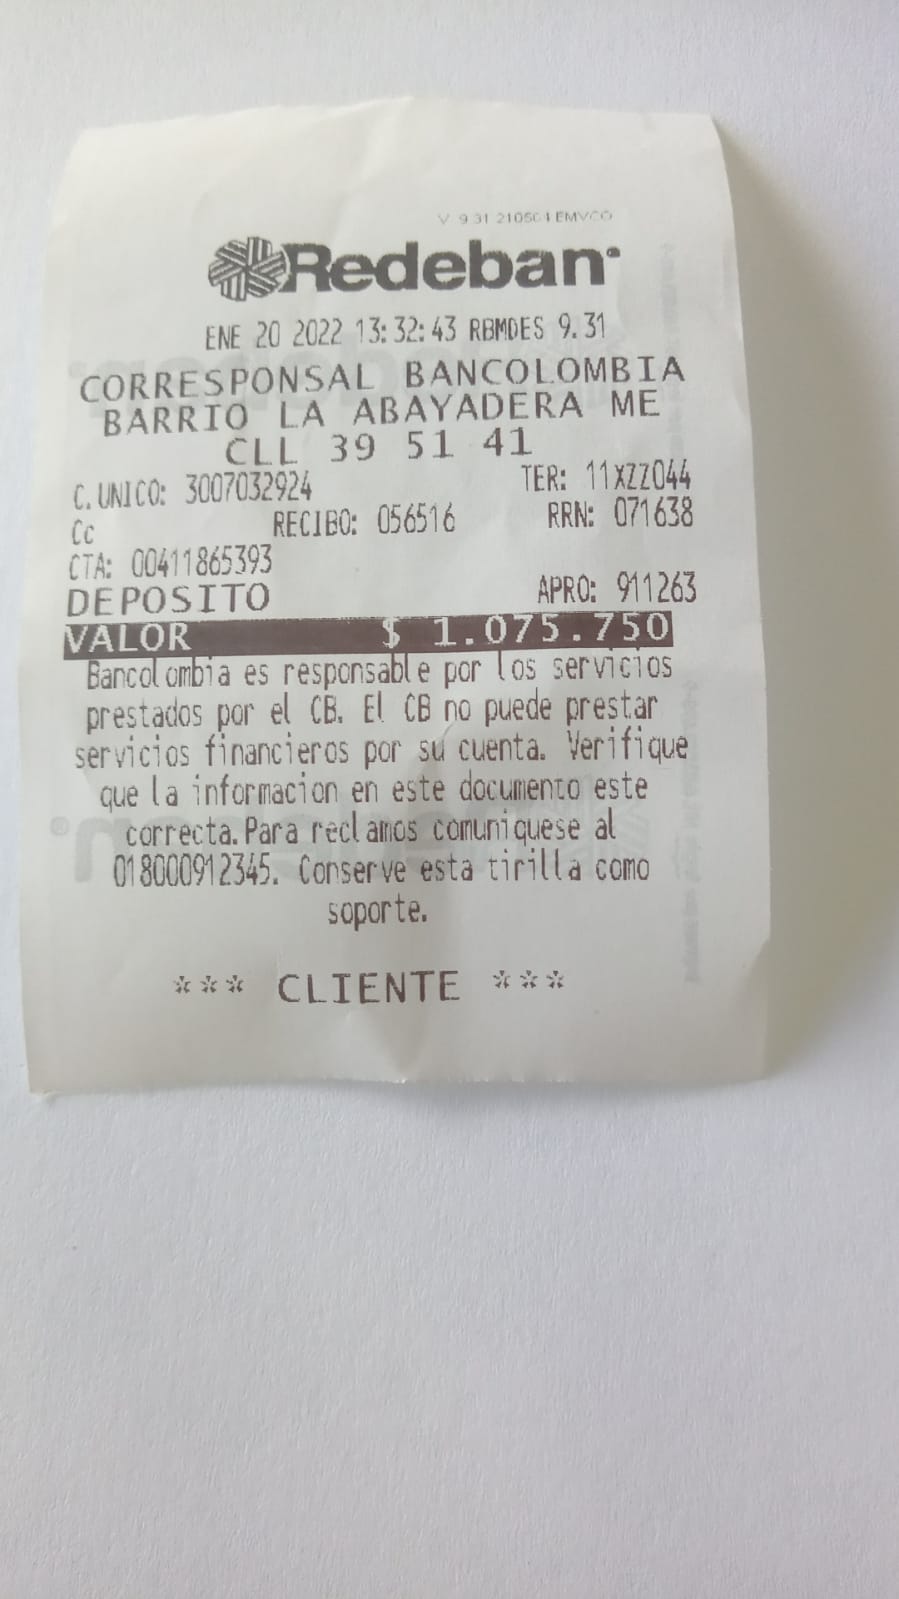 V 9.31 210504 EMVCO
Redeban
ENE 20 2022 13:32:43 RBMDES 9.31
CORRESPONSAL BANCOLOMBIA
BARRIO LA ABAYADERA ME
CLL 39 51 41
C. UNICO: 3007032924 TER: 11XZZ044
Cc RECIBO: 056516 RRN: 071638
CTA: 00411865393
DEPOSITO APRO: 911263
VALOR $ 1.075.750
Bancolombia es responsable por los servicios
prestados por el CB. El CB no puede prestar
servicios financieros por su cuenta. Verifique
que la informacion en este documento este
correcta. Para reclamos comuniquese al
018000912345. Conserve esta tirilla como
soporte.
*** CLIENTE ***